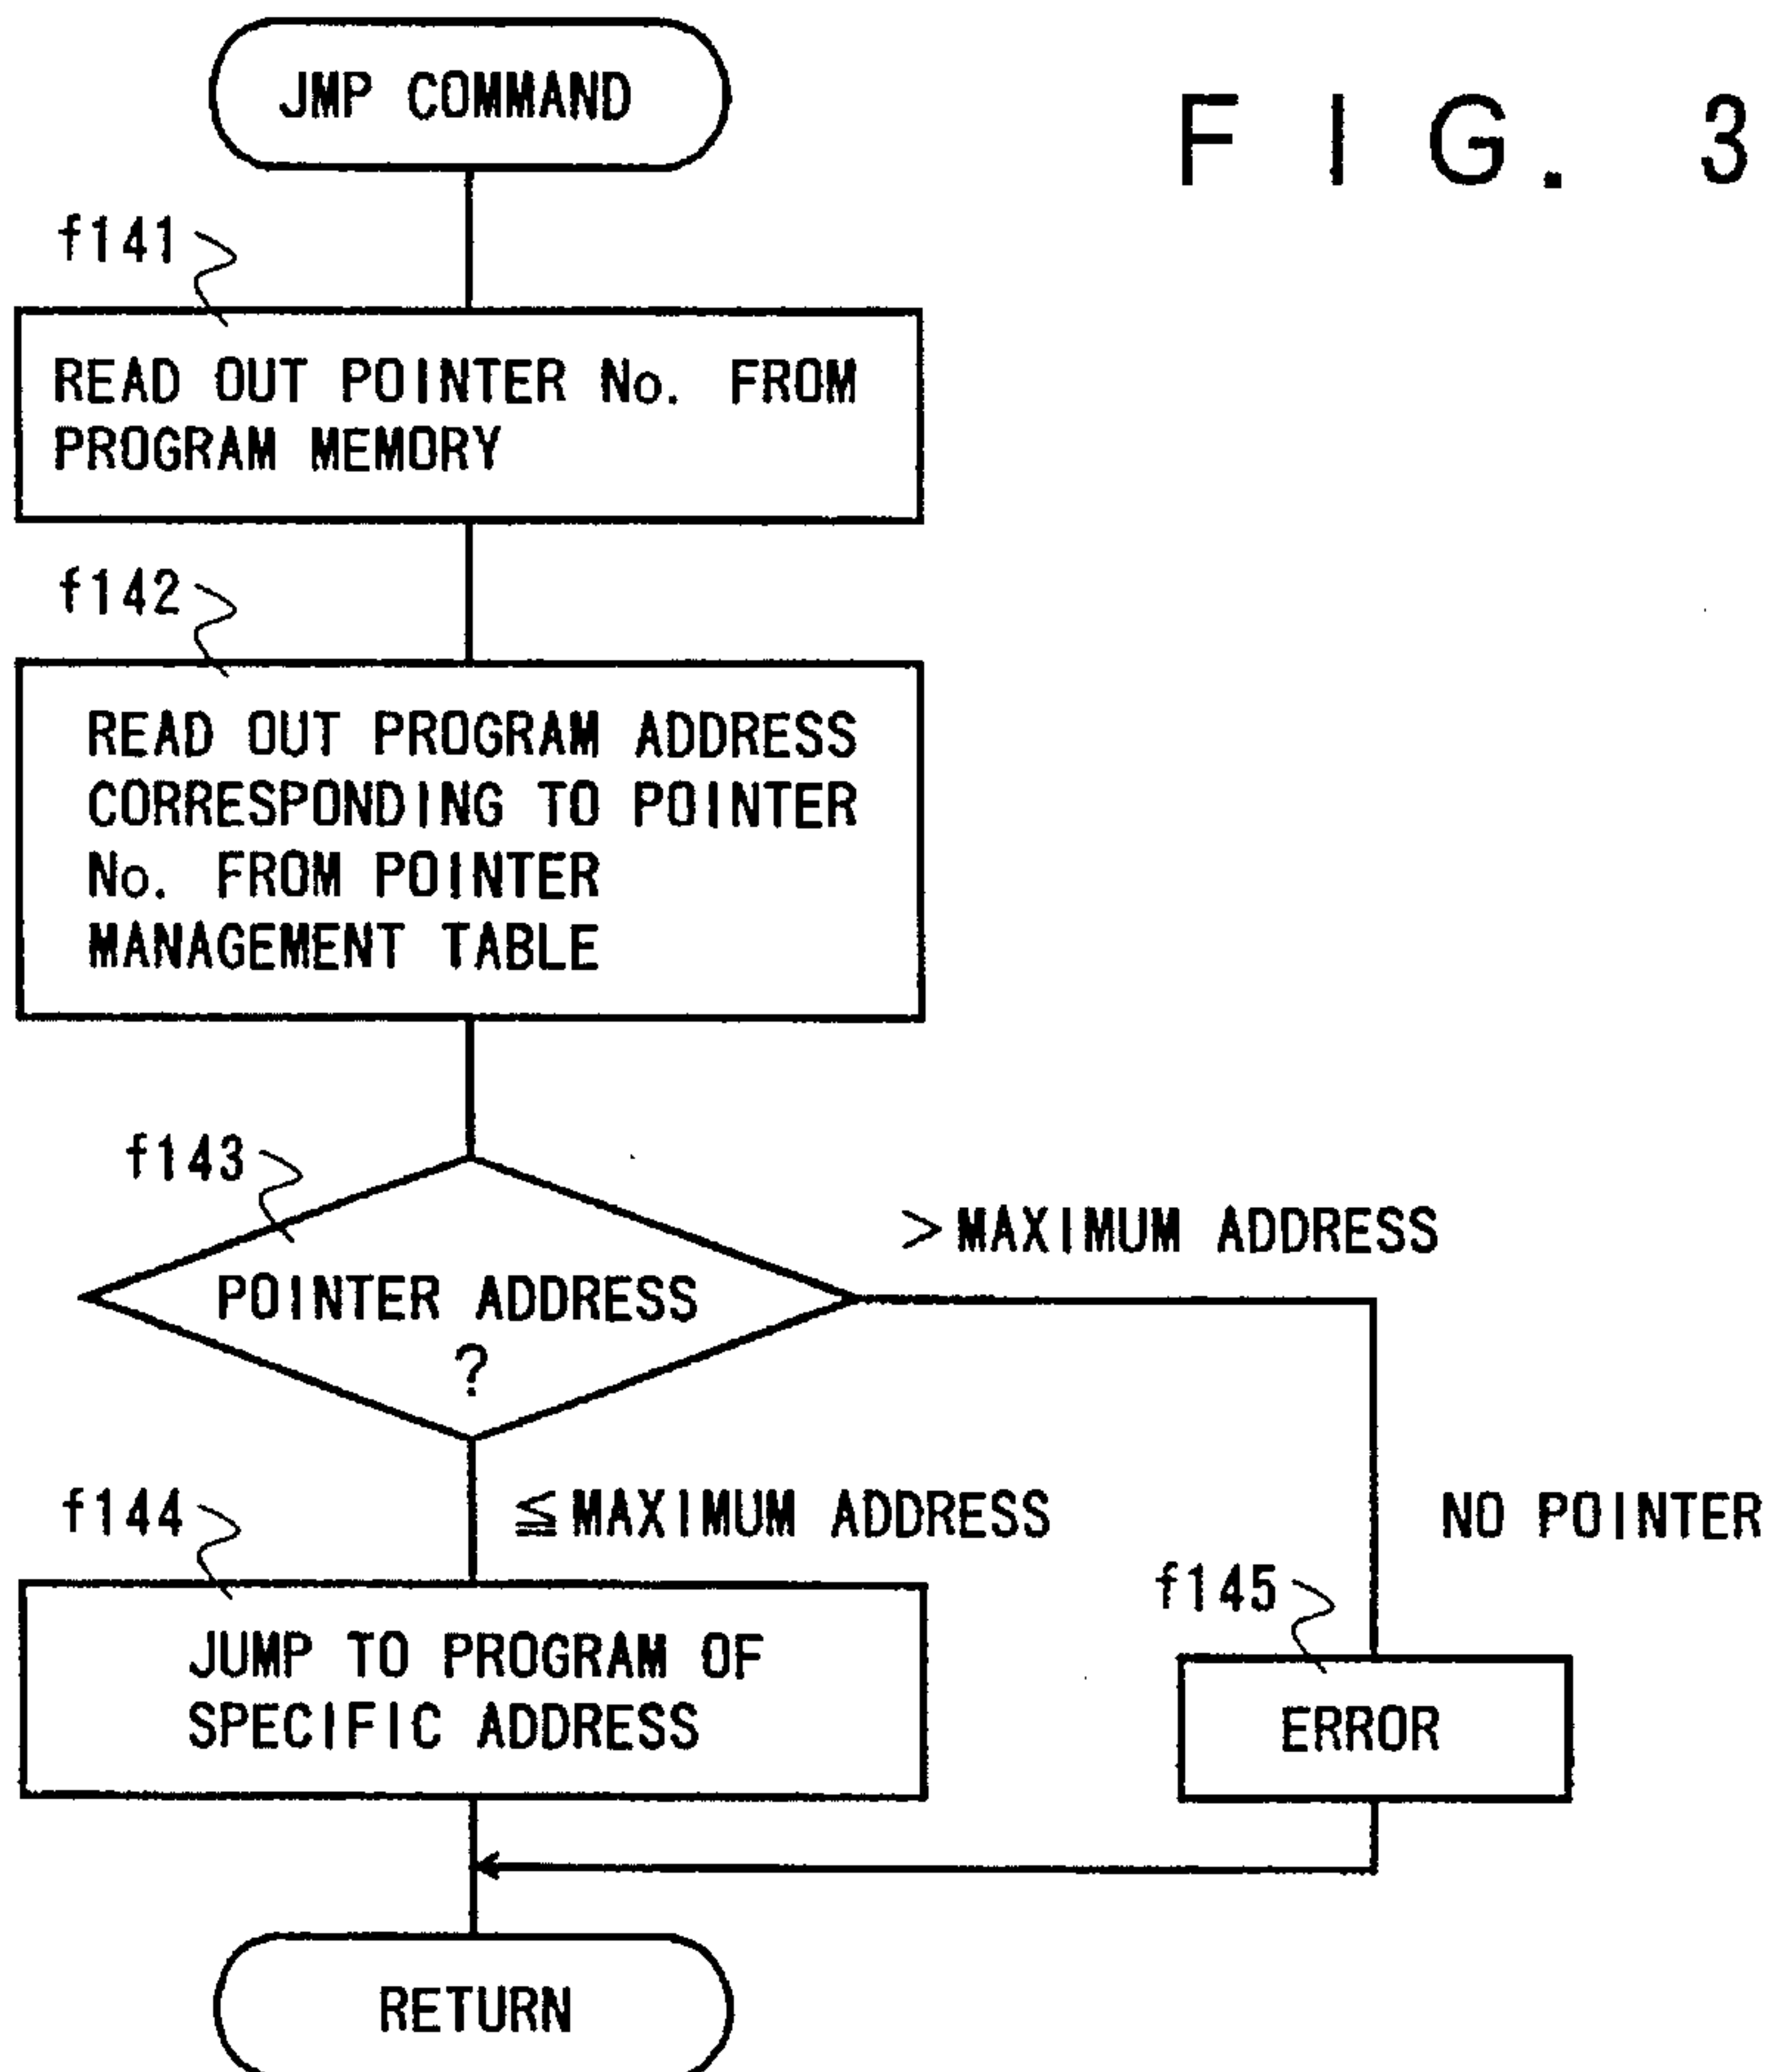 JMP COMMAND
F I G. 3
f141
READ OUT POINTER No. FROM
PROGRAM MEMORY
f142
READ OUT PROGRAM ADDRESS
CORRESPONDING TO POINTER
No. FROM POINTER
MANAGEMENT TABLE
f143
>MAXIMUM ADDRESS
POINTER ADDRESS
?
f144
≦MAXIMUM ADDRESS
NO POINTER
f145
JUMP TO PROGRAM OF
SPECIFIC ADDRESS
ERROR
RETURN